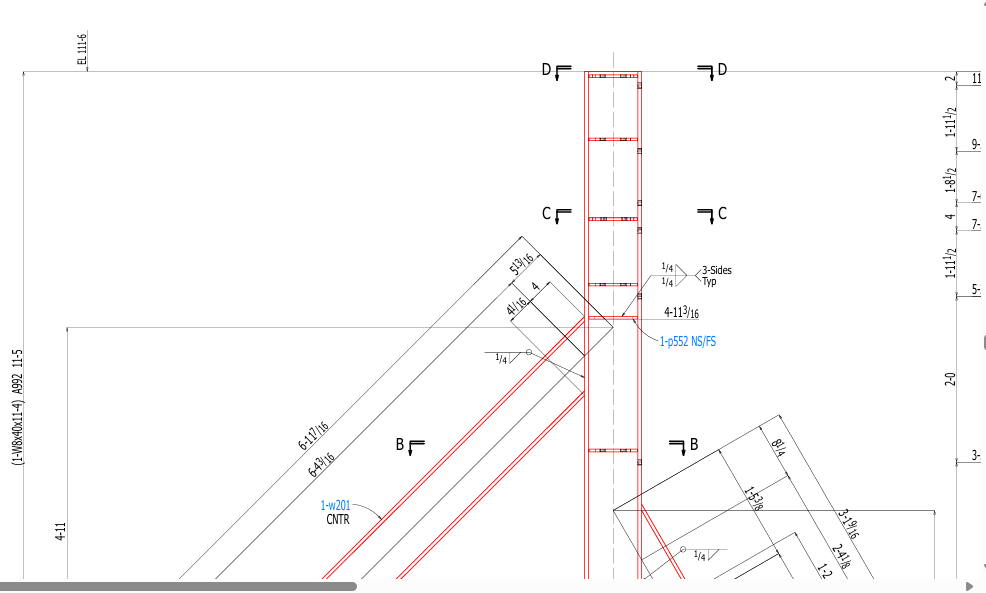 EL 111-6
D
D
2
11
1-11 1/2
9-
1-8 1/2
7-
C
C
4
7-
1-11 1/2
5 13/16
1/4
1/4
3-Sides
Typ
5-
4
4 1/16
4-11 3/16
1-p552 NS/FS
1/4
(1-W8x40x11-4) A992 11-5
2-0
6-11 7/16
B
B
8 1/4
3-
6-4 3/16
1-5 3/8
1-w201
CNTR
3-1 9/16
4-11
1/4
2-4 1/8
1-2